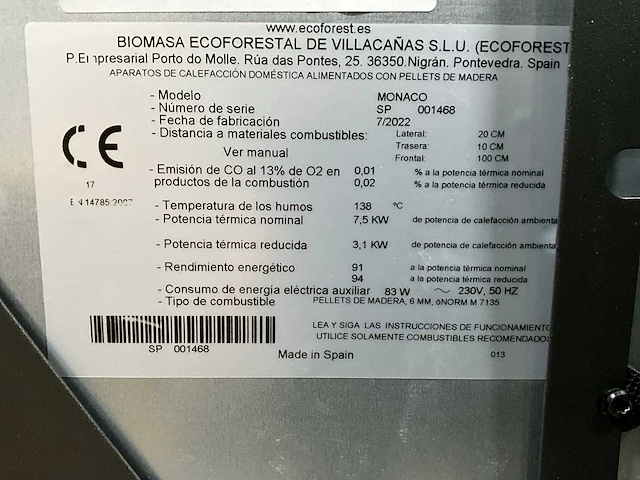 www.ecoforest.es
BIOMASA ECOFORESTAL DE VILLACAÑAS S.L.U. (ECOFOREST
P.Empresarial Porto do Molle. Rúa das Pontes, 25. 36350.Nigrán. Pontevedra. Spain
APARATOS DE CALEFACCIÓN DOMÉSTICA ALIMENTADOS CON PELLETS DE MADERA
- Modelo MONACO
- Número de serie SP 001468
- Fecha de fabricación 7/2022
- Distancia a materiales combustibles: Lateral: 20 CM
Ver manual Trasera: 10 CM
Frontal: 100 CM
CE
17
EN 14785:2007
- Emisión de CO al 13% de O2 en 0,01 % a la potencia térmica nominal
productos de la combustión 0,02 % a la potencia térmica reducida
- Temperatura de los humos 138 ºC
- Potencia térmica nominal 7,5 KW de potencia de calefacción ambienta
- Potencia térmica reducida 3,1 KW de potencia de calefacción ambienta
- Rendimiento energético 91 a la potencia térmica nominal
94 a la potencia térmica reducida
- Consumo de energía eléctrica auxiliar 83 W ~ 230V, 50 HZ
- Tipo de combustible PELLETS DE MADERA, 6 MM, öNORM M 7135
LEA Y SIGA LAS INSTRUCCIONES DE FUNCIONAMIENTO
UTILICE SOLAMENTE COMBUSTIBLES RECOMENDADOS
SP 001468
Made in Spain 013